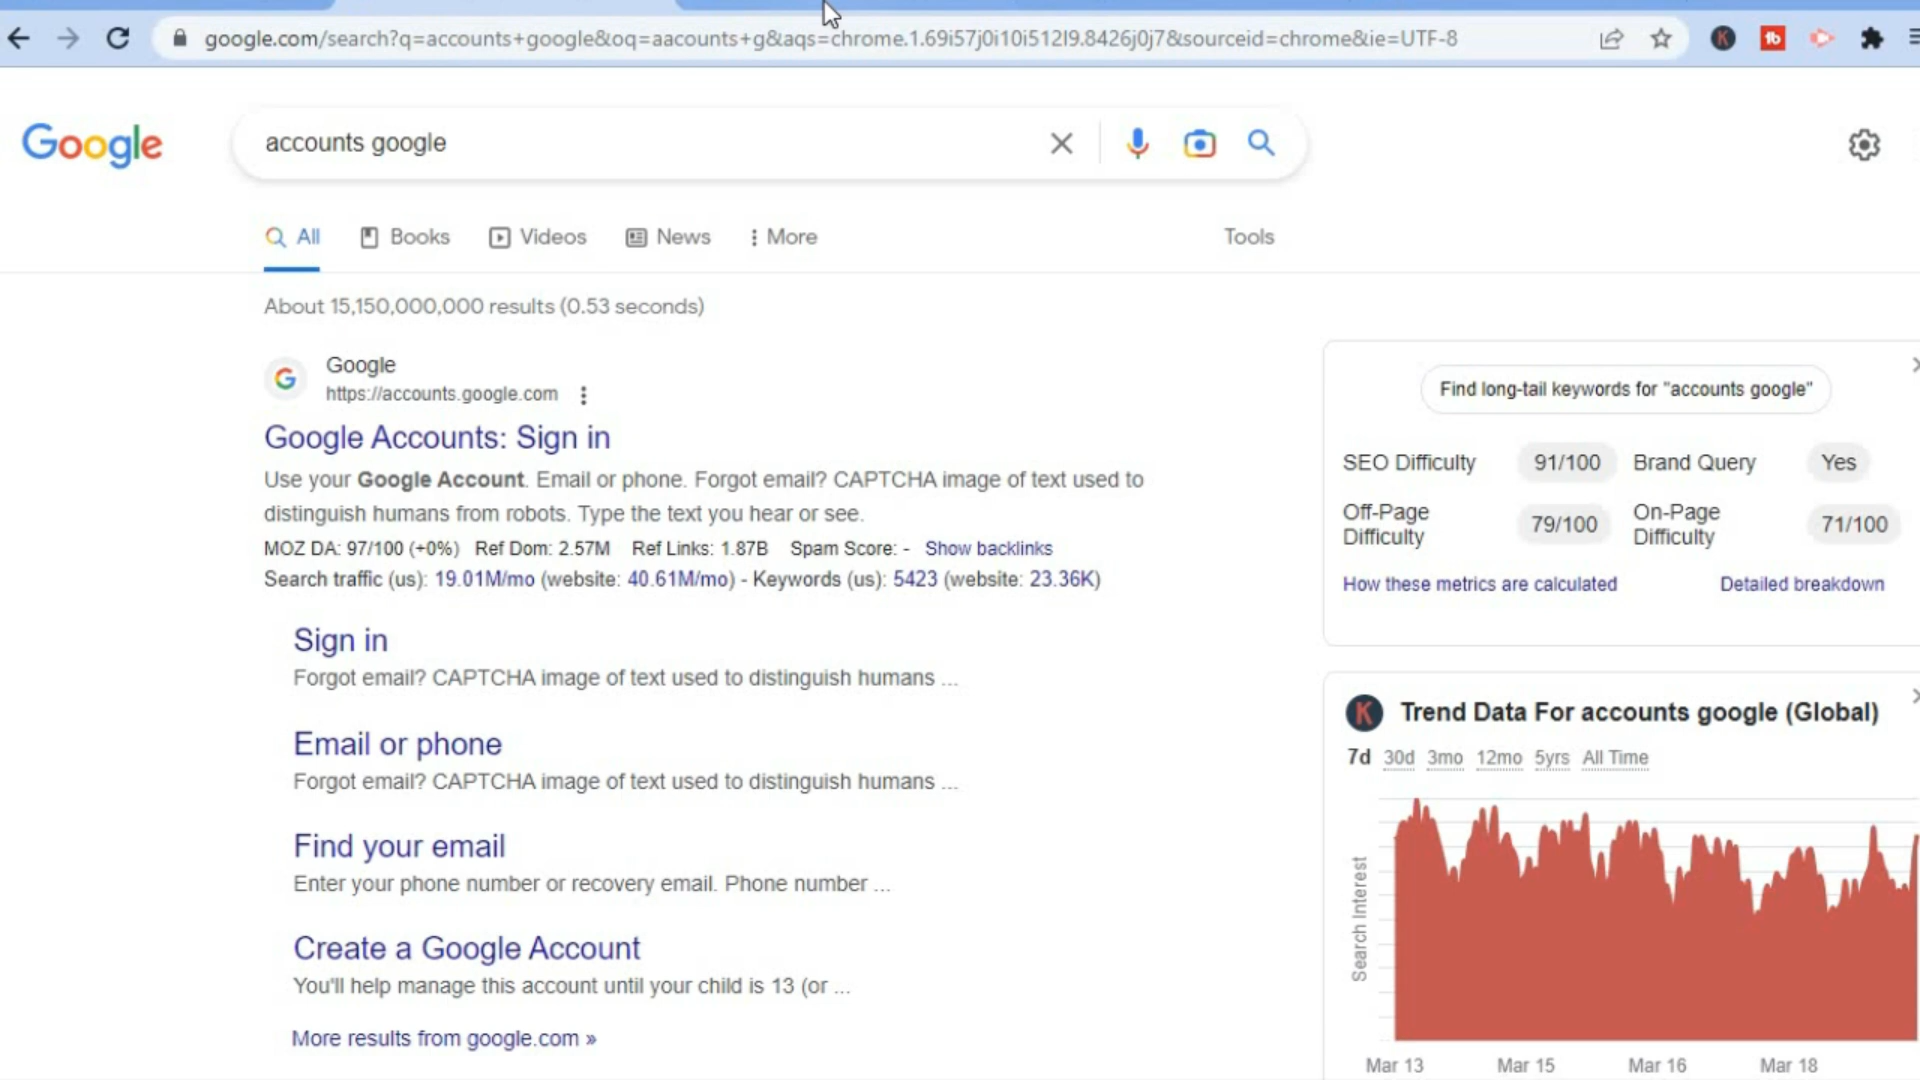 google.com/search?q=accounts+google&oq=aacounts+g&aqs=chrome.1.69i57j0i10i512l9.8426j0j7&sourceid=chrome&ie=UTF-8
K
tb
Google
accounts google
All
Books
Videos
News
More
Tools
About 15,150,000,000 results (0.53 seconds)
G
Google
https://accounts.google.com
Google Accounts: Sign in
Use your Google Account. Email or phone. Forgot email? CAPTCHA image of text used to
distinguish humans from robots. Type the text you hear or see.
MOZ DA: 97/100 (+0%) Ref Dom: 2.57M Ref Links: 1.87B Spam Score: - Show backlinks
Search traffic (us): 19.01M/mo (website: 40.61M/mo) - Keywords (us): 5423 (website: 23.36K)
Sign in
Forgot email? CAPTCHA image of text used to distinguish humans ...
Email or phone
Forgot email? CAPTCHA image of text used to distinguish humans ...
Find your email
Enter your phone number or recovery email. Phone number ...
Create a Google Account
You'll help manage this account until your child is 13 (or ...
More results from google.com »
Find long-tail keywords for "accounts google"
SEO Difficulty 91/100 Brand Query Yes
Off-Page Difficulty 79/100 On-Page Difficulty 71/100
How these metrics are calculated Detailed breakdown
K Trend Data For accounts google (Global)
7d 30d 3mo 12mo 5yrs All Time
Search Interest
Mar 13 Mar 15 Mar 16 Mar 18